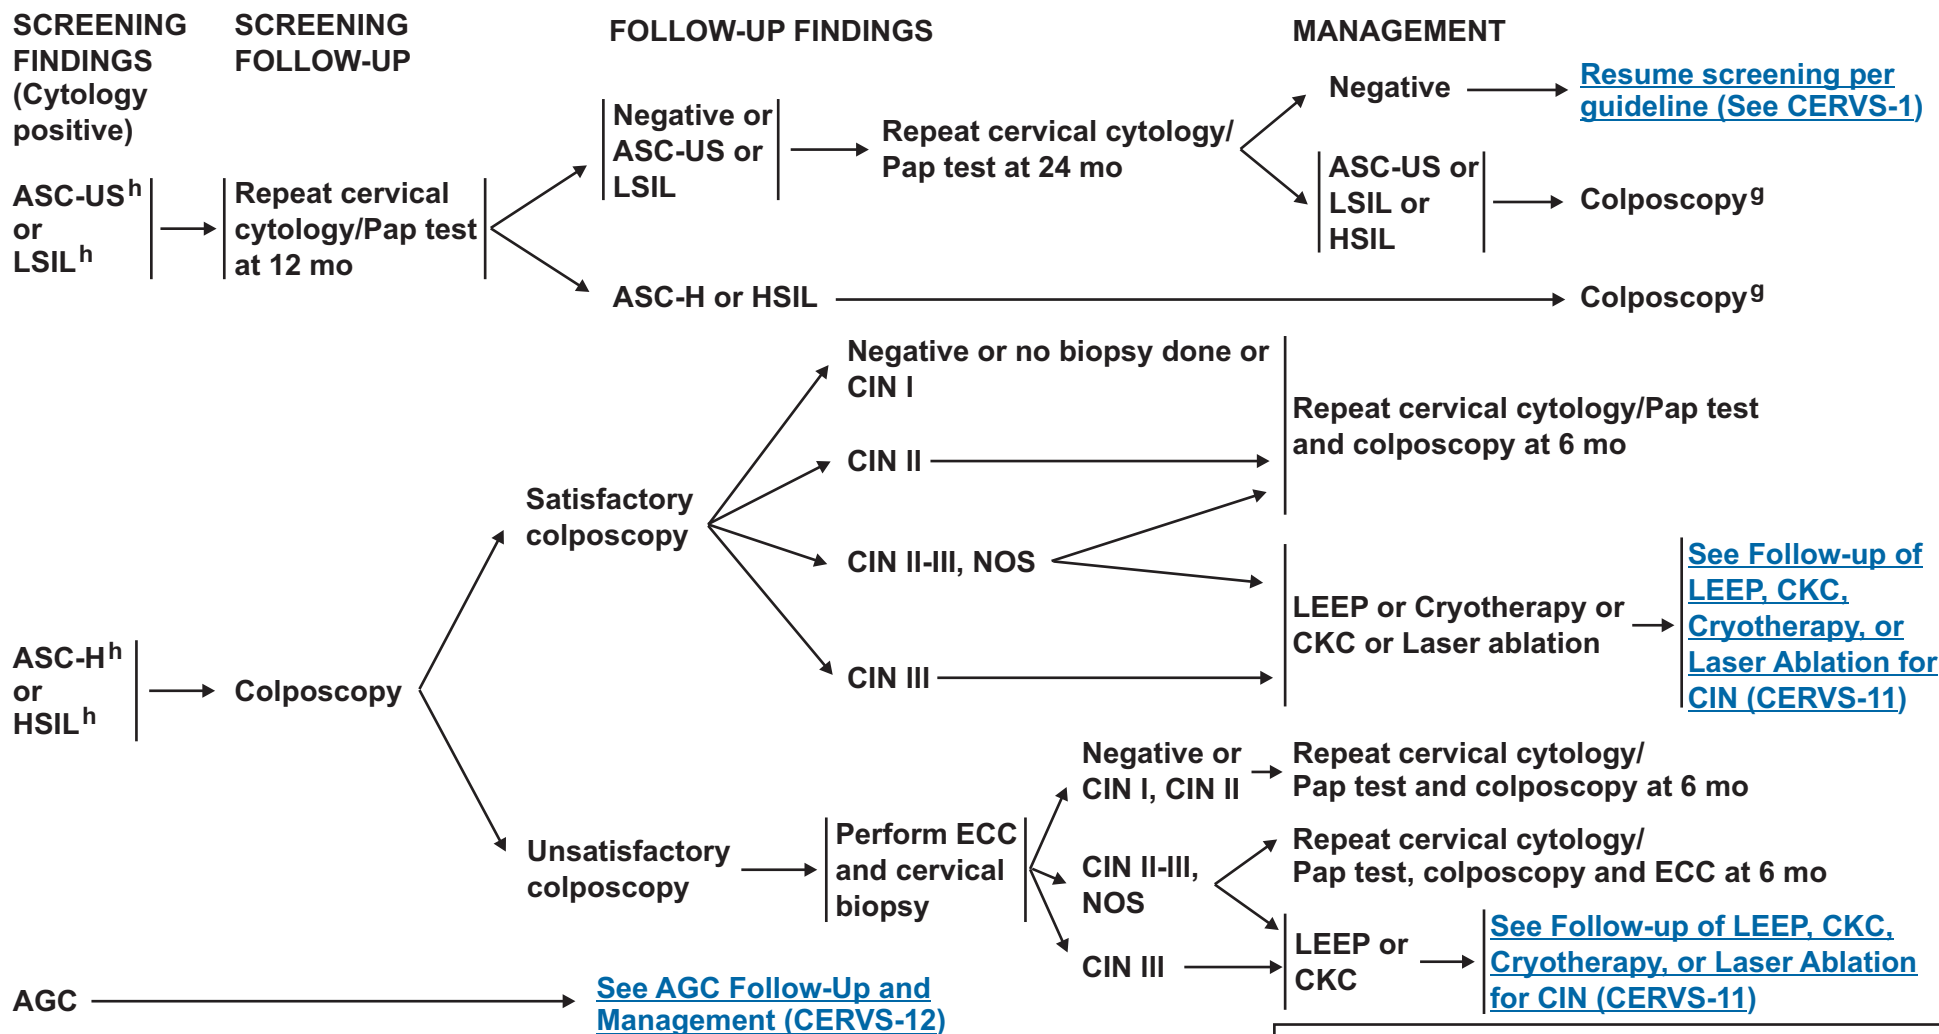 SCREENING
FINDINGS
(Cytology
positive)
SCREENING
FOLLOW-UP
FOLLOW-UP FINDINGS
MANAGEMENT
ASC-USʰ
or
LSILʰ
Repeat cervical
cytology/Pap test
at 12 mo
Negative or
ASC-US or
LSIL
Repeat cervical cytology/
Pap test at 24 mo
Negative
Resume screening per
guideline (See CERVS-1)
ASC-US or
LSIL or
HSIL
Colposcopyᵍ
ASC-H or HSIL
Colposcopyᵍ
ASC-Hʰ
or
HSILʰ
Colposcopy
Satisfactory
colposcopy
Negative or no biopsy done or
CIN I
CIN II
Repeat cervical cytology/Pap test
and colposcopy at 6 mo
CIN II-III, NOS
CIN III
LEEP or Cryotherapy or
CKC or Laser ablation
See Follow-up of
LEEP, CKC,
Cryotherapy, or
Laser Ablation for
CIN (CERVS-11)
Unsatisfactory
colposcopy
Perform ECC
and cervical
biopsy
Negative or
CIN I, CIN II
Repeat cervical cytology/
Pap test and colposcopy at 6 mo
CIN II-III,
NOS
Repeat cervical cytology/
Pap test, colposcopy and ECC at 6 mo
CIN III
LEEP or
CKC
See Follow-up of LEEP, CKC,
Cryotherapy, or Laser Ablation
for CIN (CERVS-11)
AGC
See AGC Follow-Up and
Management (CERVS-12)